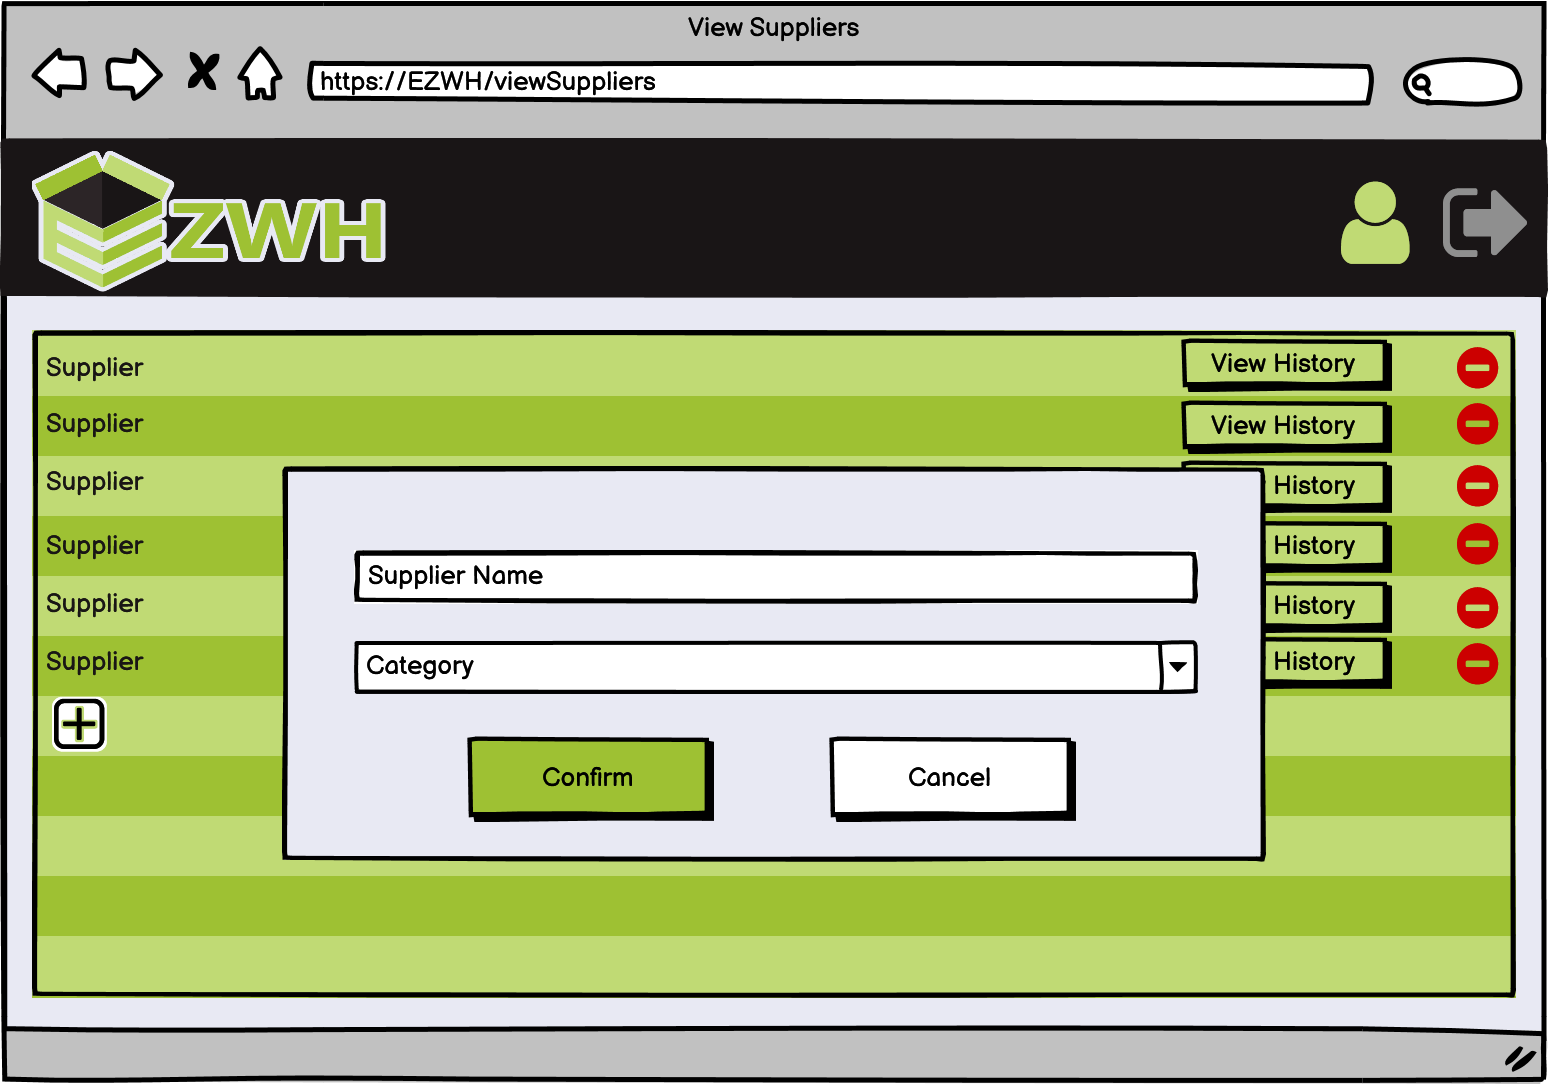 View Suppliers
https://EZWH/viewSuppliers
EZWH
Supplier View History
Supplier View History
Supplier History
Supplier History
Supplier History
Supplier History
Supplier Name
Category
Confirm Cancel